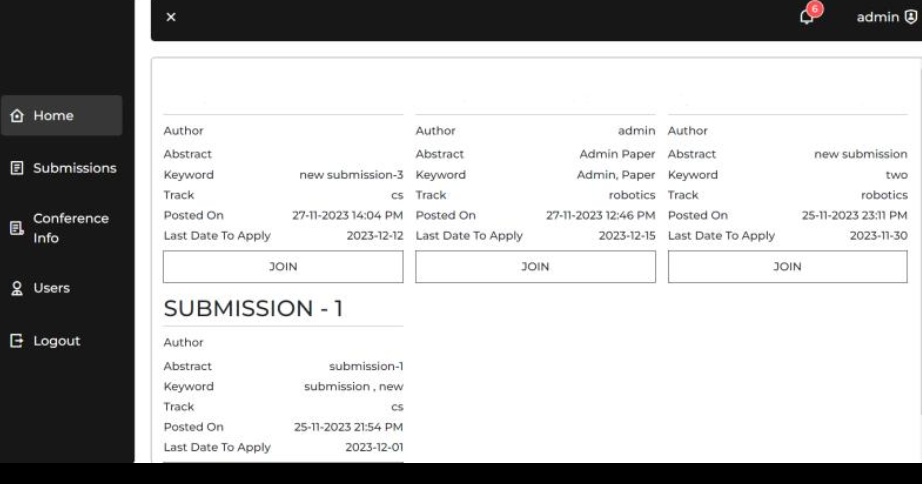 ×
6
admin
Home
Submissions
Conference
Info
Users
Logout
Author
Abstract
Keyword new submission-3
Track cs
Posted On 27-11-2023 14:04 PM
Last Date To Apply 2023-12-12
JOIN
Author admin
Abstract Admin Paper
Keyword Admin, Paper
Track robotics
Posted On 27-11-2023 12:46 PM
Last Date To Apply 2023-12-15
JOIN
Author
Abstract new submission
Keyword two
Track robotics
Posted On 25-11-2023 23:11 PM
Last Date To Apply 2023-11-30
JOIN
SUBMISSION - 1
Author
Abstract submission-1
Keyword submission , new
Track cs
Posted On 25-11-2023 21:54 PM
Last Date To Apply 2023-12-01